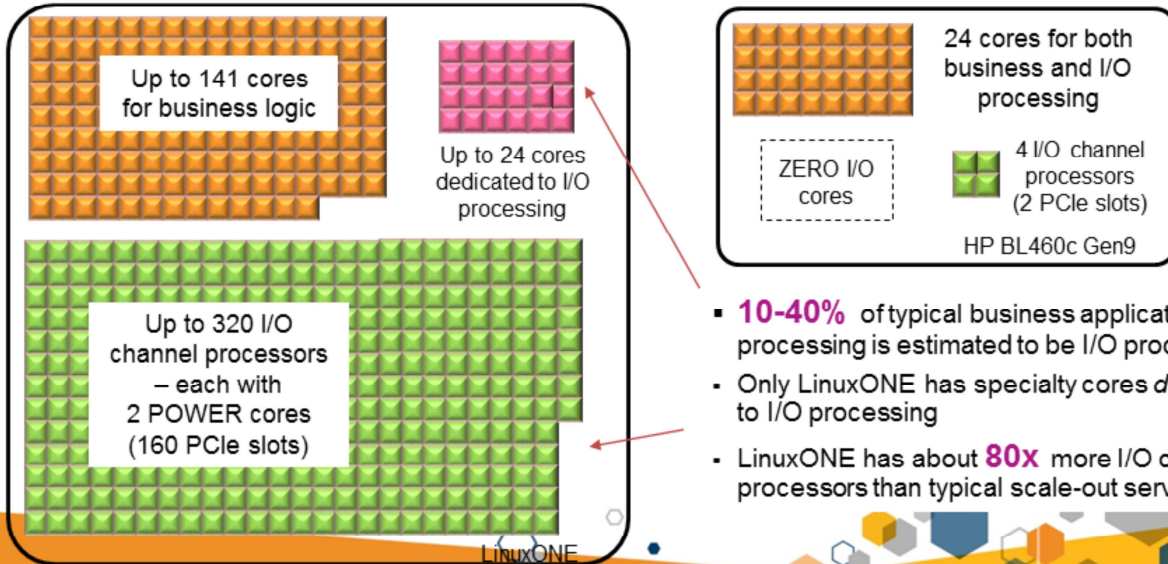 Up to 141 cores
for business logic
Up to 24 cores
dedicated to I/O
processing
Up to 320 I/O
channel processors
– each with
2 POWER cores
(160 PCIe slots)
LinuxONE
24 cores for both
business and I/O
processing
ZERO I/O
cores
4 I/O channel
processors
(2 PCIe slots)
HP BL460c Gen9
▪ 10-40% of typical business applicat
processing is estimated to be I/O proc
▪ Only LinuxONE has specialty cores d
to I/O processing
▪ LinuxONE has about 80x more I/O c
processors than typical scale-out serv